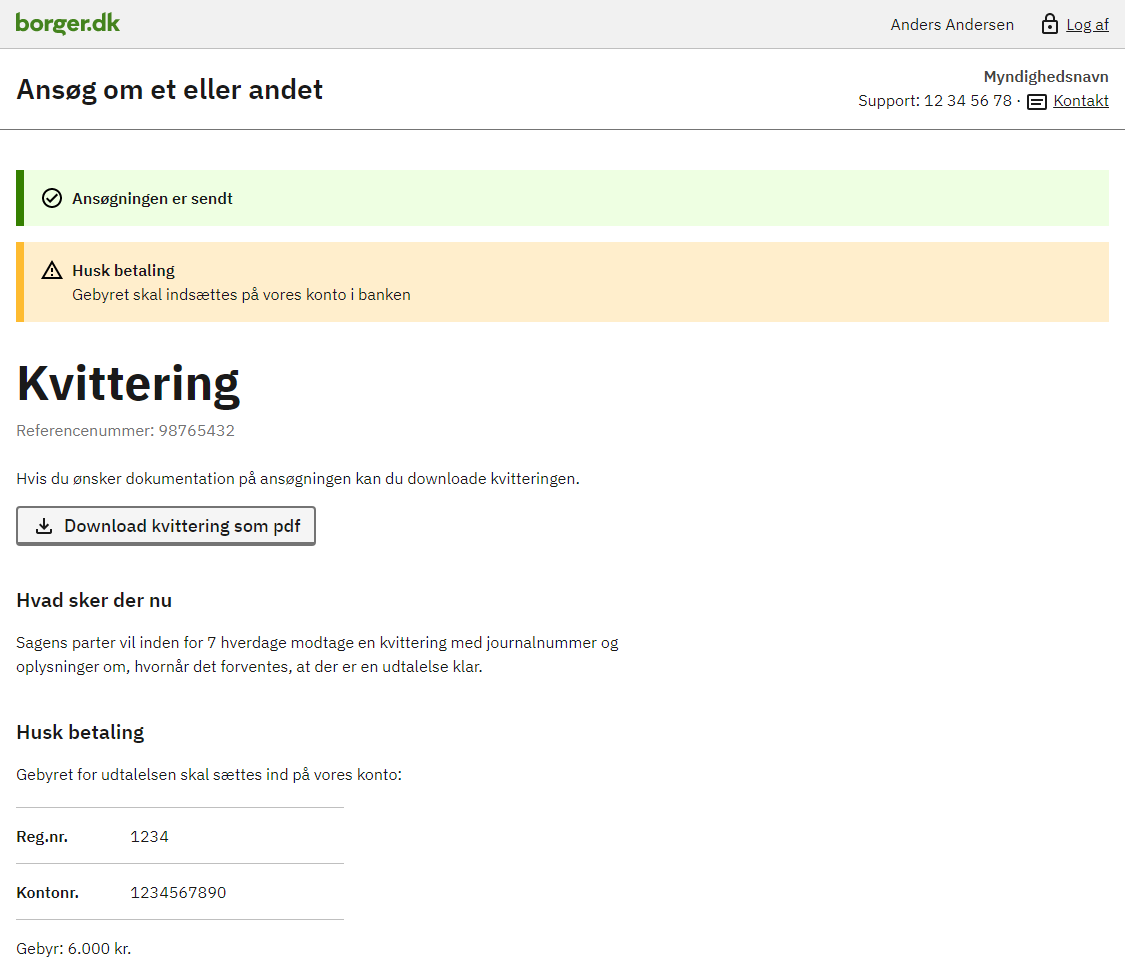 borger.dk
Anders Andersen
Log af
Ansøg om et eller andet
Myndighedsnavn
Support: 12 34 56 78 · Kontakt
Ansøgningen er sendt
Husk betaling
Gebyret skal indsættes på vores konto i banken
Kvittering
Referencenummer: 98765432
Hvis du ønsker dokumentation på ansøgningen kan du downloade kvitteringen.
Download kvittering som pdf
Hvad sker der nu
Sagens parter vil inden for 7 hverdage modtage en kvittering med journalnummer og
oplysninger om, hvornår det forventes, at der er en udtalelse klar.
Husk betaling
Gebyret for udtalelsen skal sættes ind på vores konto:
Reg.nr. 1234
Kontonr. 1234567890
Gebyr: 6.000 kr.